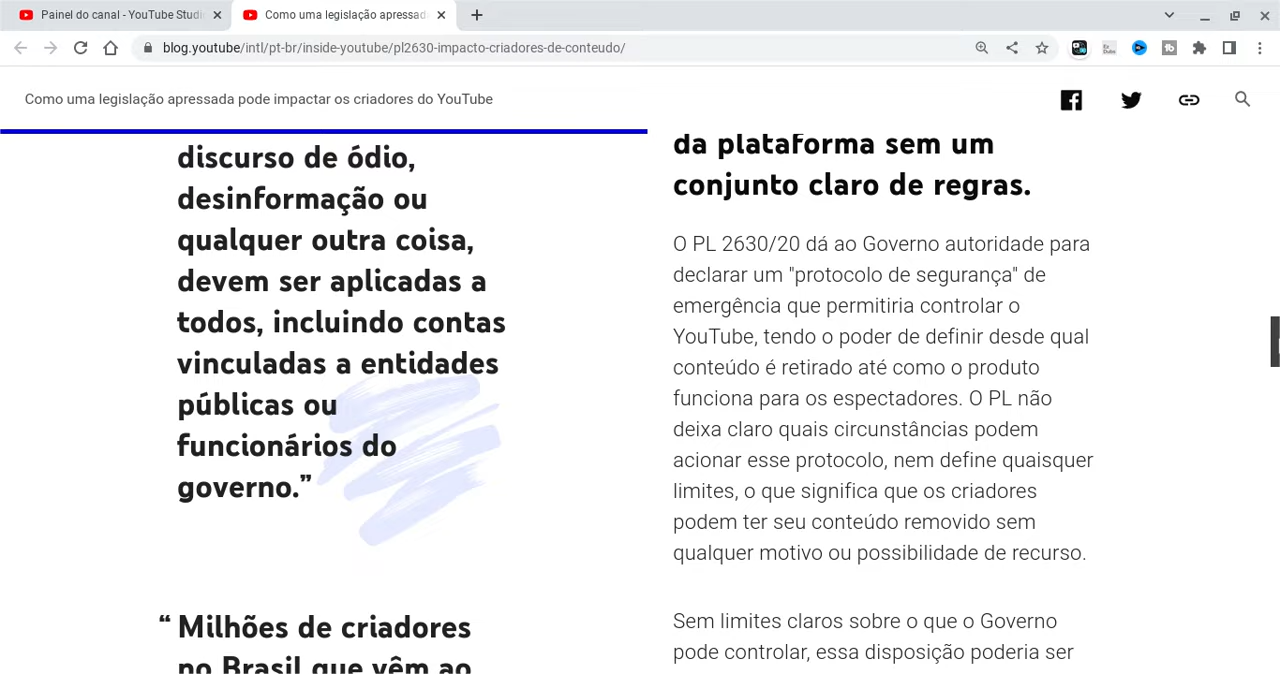 Painel do canal - YouTube Studi
Como uma legislação apressad
blog.youtube/intl/pt-br/inside-youtube/pl2630-impacto-criadores-de-conteudo/
Como uma legislação apressada pode impactar os criadores do YouTube
discurso de ódio,
desinformação ou
qualquer outra coisa,
devem ser aplicadas a
todos, incluindo contas
vinculadas a entidades
públicas ou
funcionários do
governo.”
“ Milhões de criadores
no Brasil que vêm ao
da plataforma sem um
conjunto claro de regras.
O PL 2630/20 dá ao Governo autoridade para
declarar um "protocolo de segurança" de
emergência que permitiria controlar o
YouTube, tendo o poder de definir desde qual
conteúdo é retirado até como o produto
funciona para os espectadores. O PL não
deixa claro quais circunstâncias podem
acionar esse protocolo, nem define quaisquer
limites, o que significa que os criadores
podem ter seu conteúdo removido sem
qualquer motivo ou possibilidade de recurso.
Sem limites claros sobre o que o Governo
pode controlar, essa disposição poderia ser